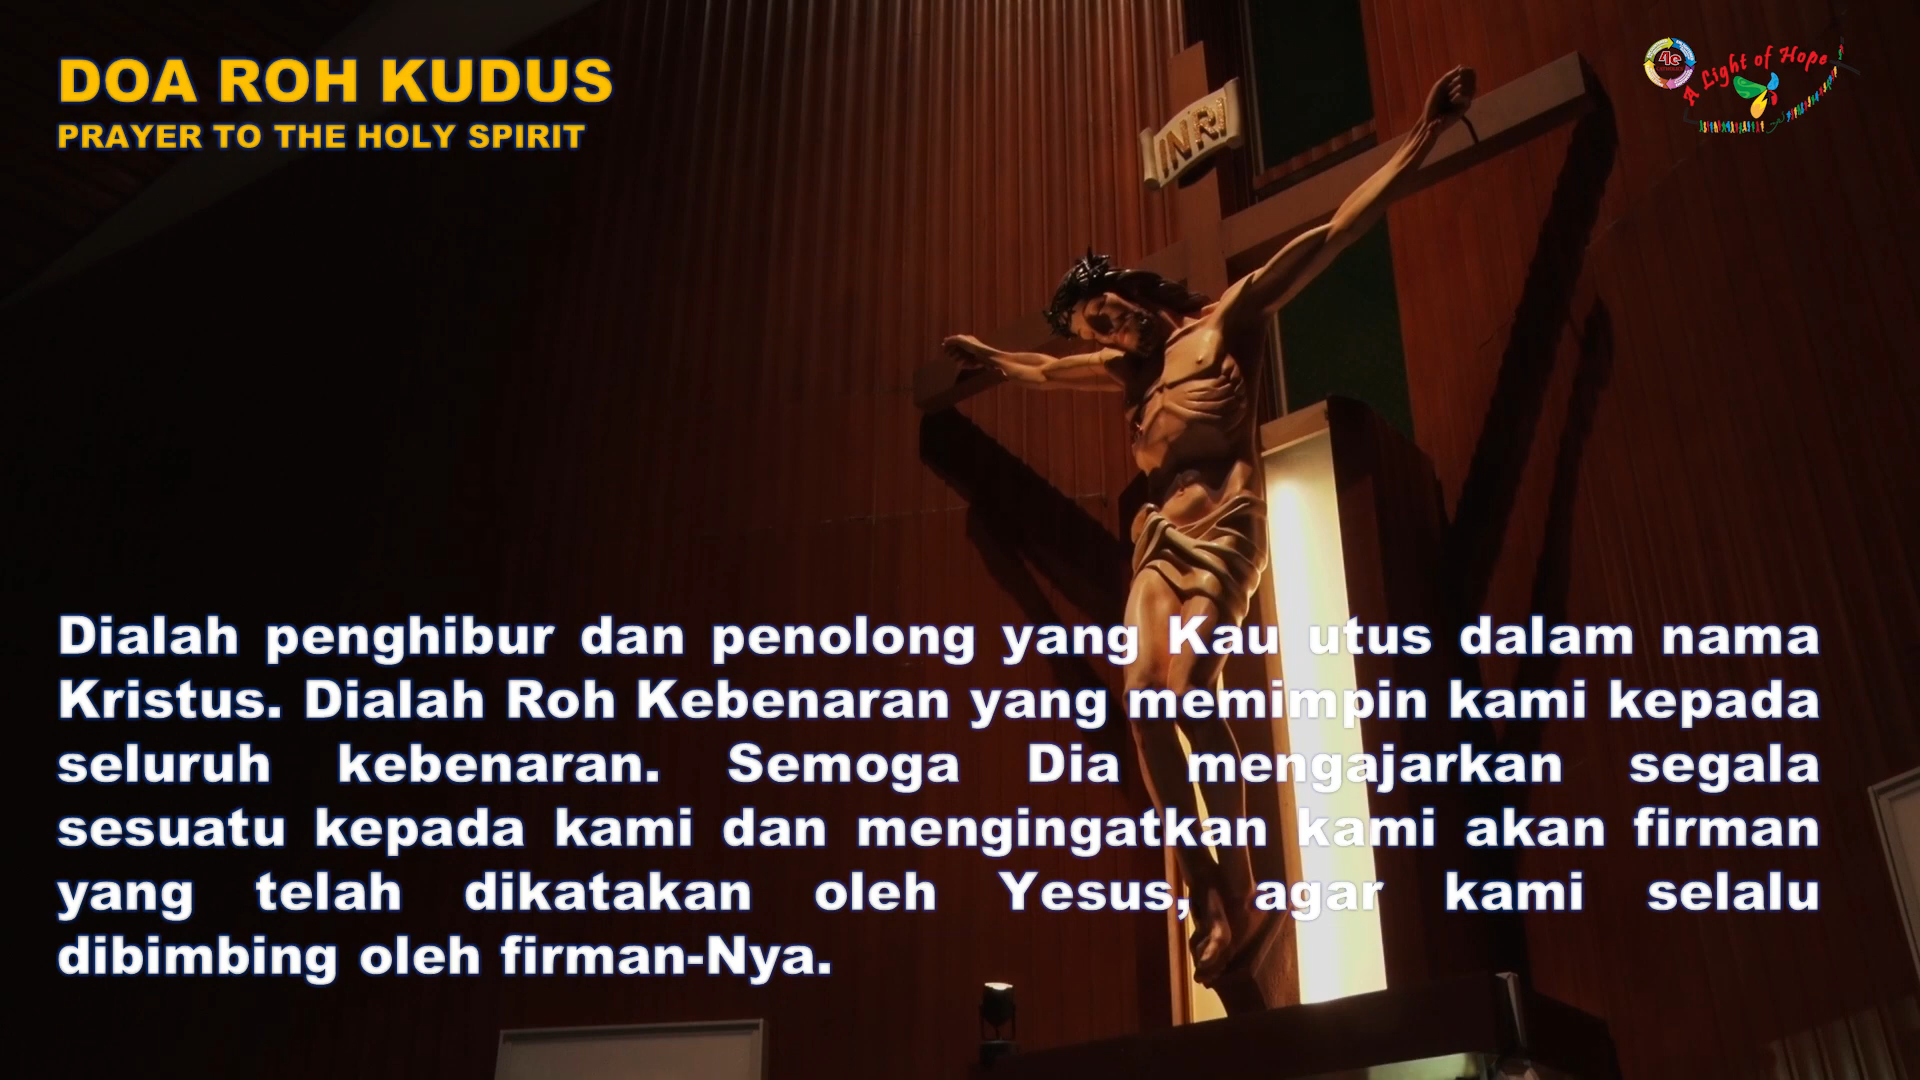 DOA ROH KUDUS
PRAYER TO THE HOLY SPIRIT
4e
A Light of Hope
INRI
Dialah penghibur dan penolong yang Kau utus dalam nama
Kristus. Dialah Roh Kebenaran yang memimpin kami kepada
seluruh kebenaran. Semoga Dia mengajarkan segala
sesuatu kepada kami dan mengingatkan kami akan firman
yang telah dikatakan oleh Yesus, agar kami selalu
dibimbing oleh firman-Nya.